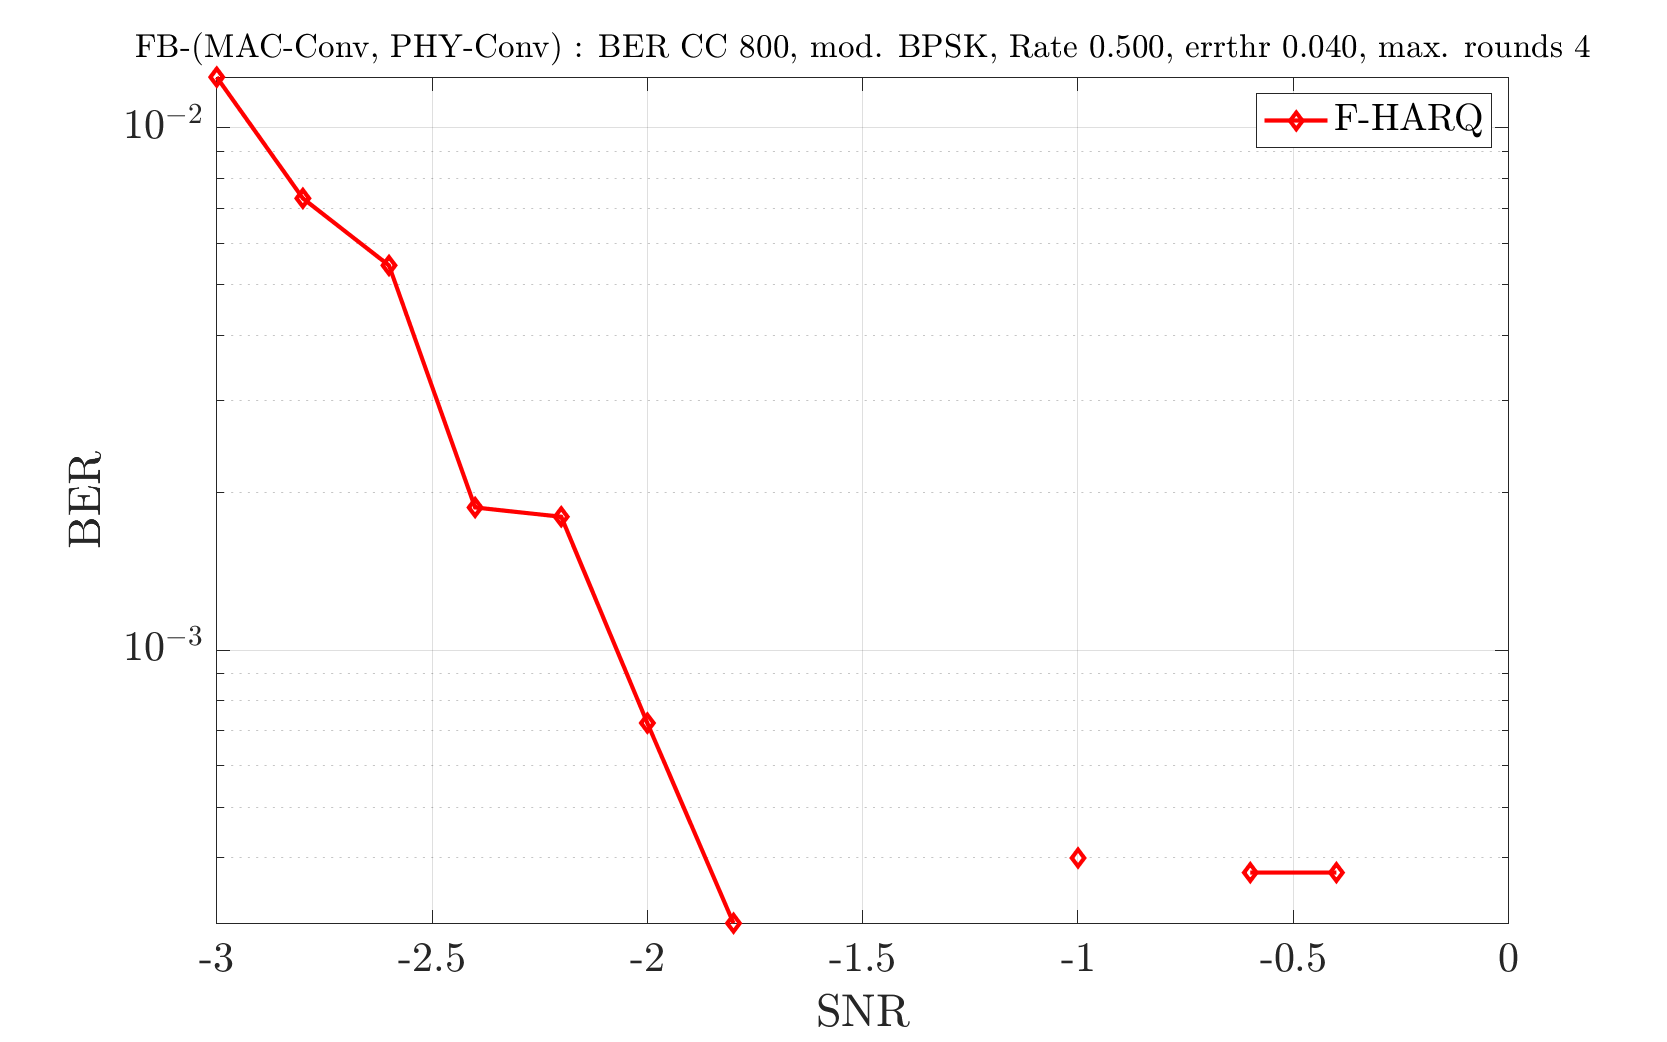 FB-(MAC-Conv, PHY-Conv) : BER CC 800, mod. BPSK, Rate 0.500, errthr 0.040, max. rounds 4
F-HARQ
10⁻²
10⁻³
BER
-3 -2.5 -2 -1.5 -1 -0.5 0
SNR